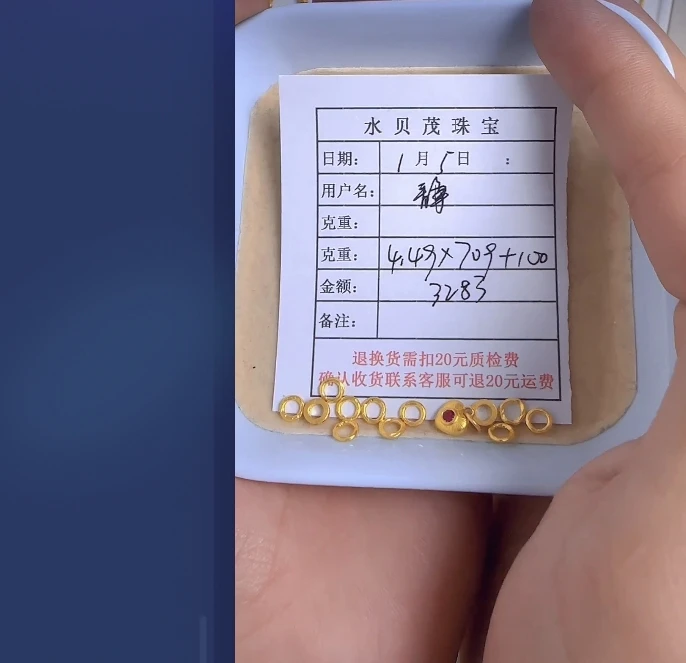 水贝茂珠宝
日期： 1月5日 ：
用户名： 静
克重：
克重： 4.49×709+100
金额： 3283
备注：
退换货需扣20元质检费
确认收货联系客服可退20元运费